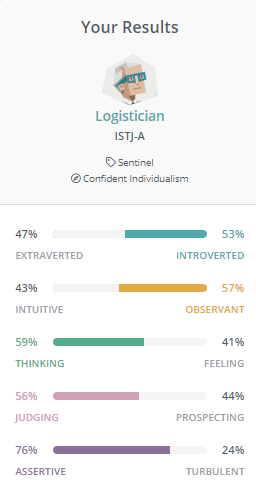 Your Results
Logistician
ISTJ-A
Sentinel
Confident Individualism
47% 53%
EXTRAVERTED INTROVERTED
43% 57%
INTUITIVE OBSERVANT
59% 41%
THINKING FEELING
56% 44%
JUDGING PROSPECTING
76% 24%
ASSERTIVE TURBULENT